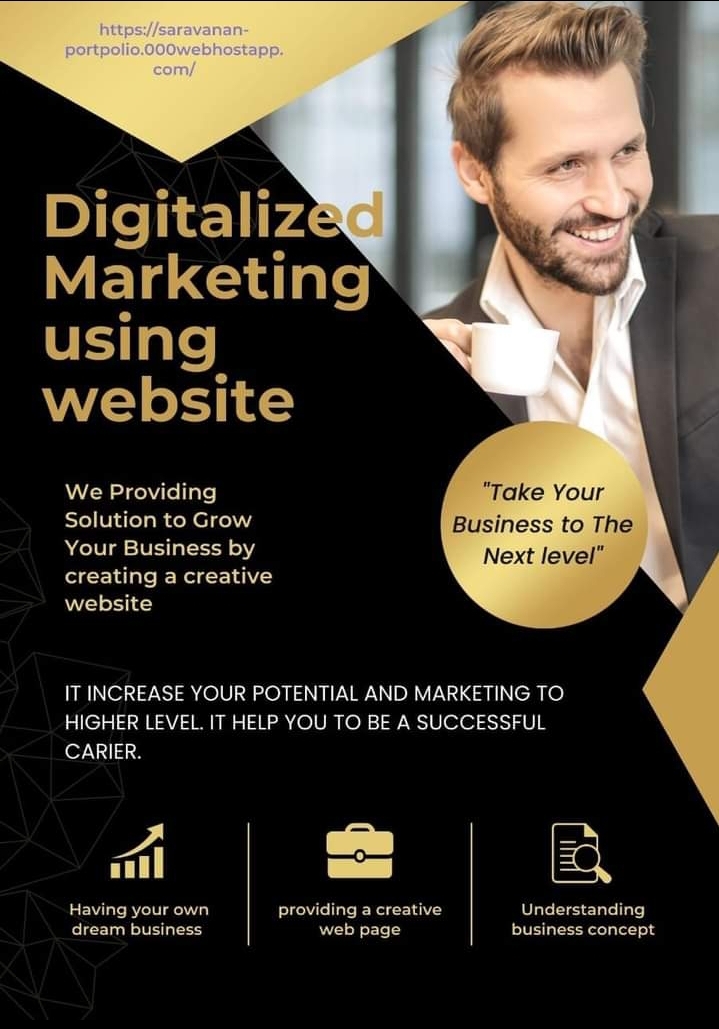 https://saravanan-
portpolio.000webhostapp.
com/
Digitalized
Marketing
using
website
We Providing
Solution to Grow
Your Business by
creating a creative
website
"Take Your
Business to The
Next level"
IT INCREASE YOUR POTENTIAL AND MARKETING TO
HIGHER LEVEL. IT HELP YOU TO BE A SUCCESSFUL
CARIER.
Having your own
dream business
providing a creative
web page
Understanding
business concept